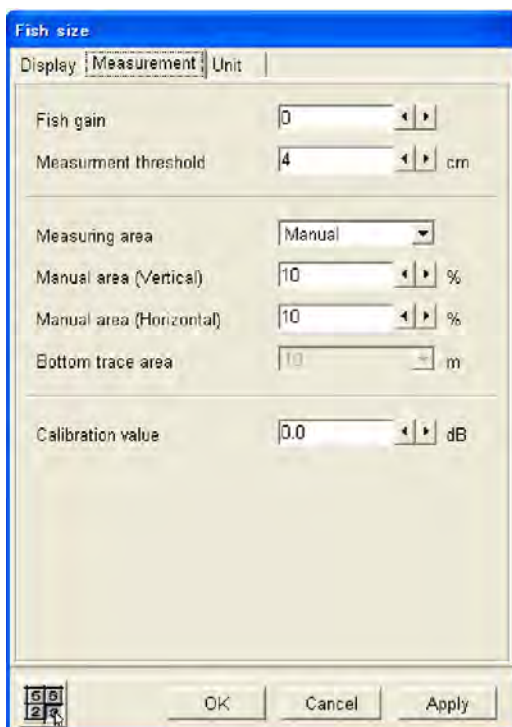 Fish size
Display Measurement Unit
Fish gain 0
Measurment threshold 4 cm
Measuring area Manual
Manual area (Vertical) 10 %
Manual area (Horizontal) 10 %
Bottom trace area 10 m
Calibration value 0.0 dB
OK Cancel Apply